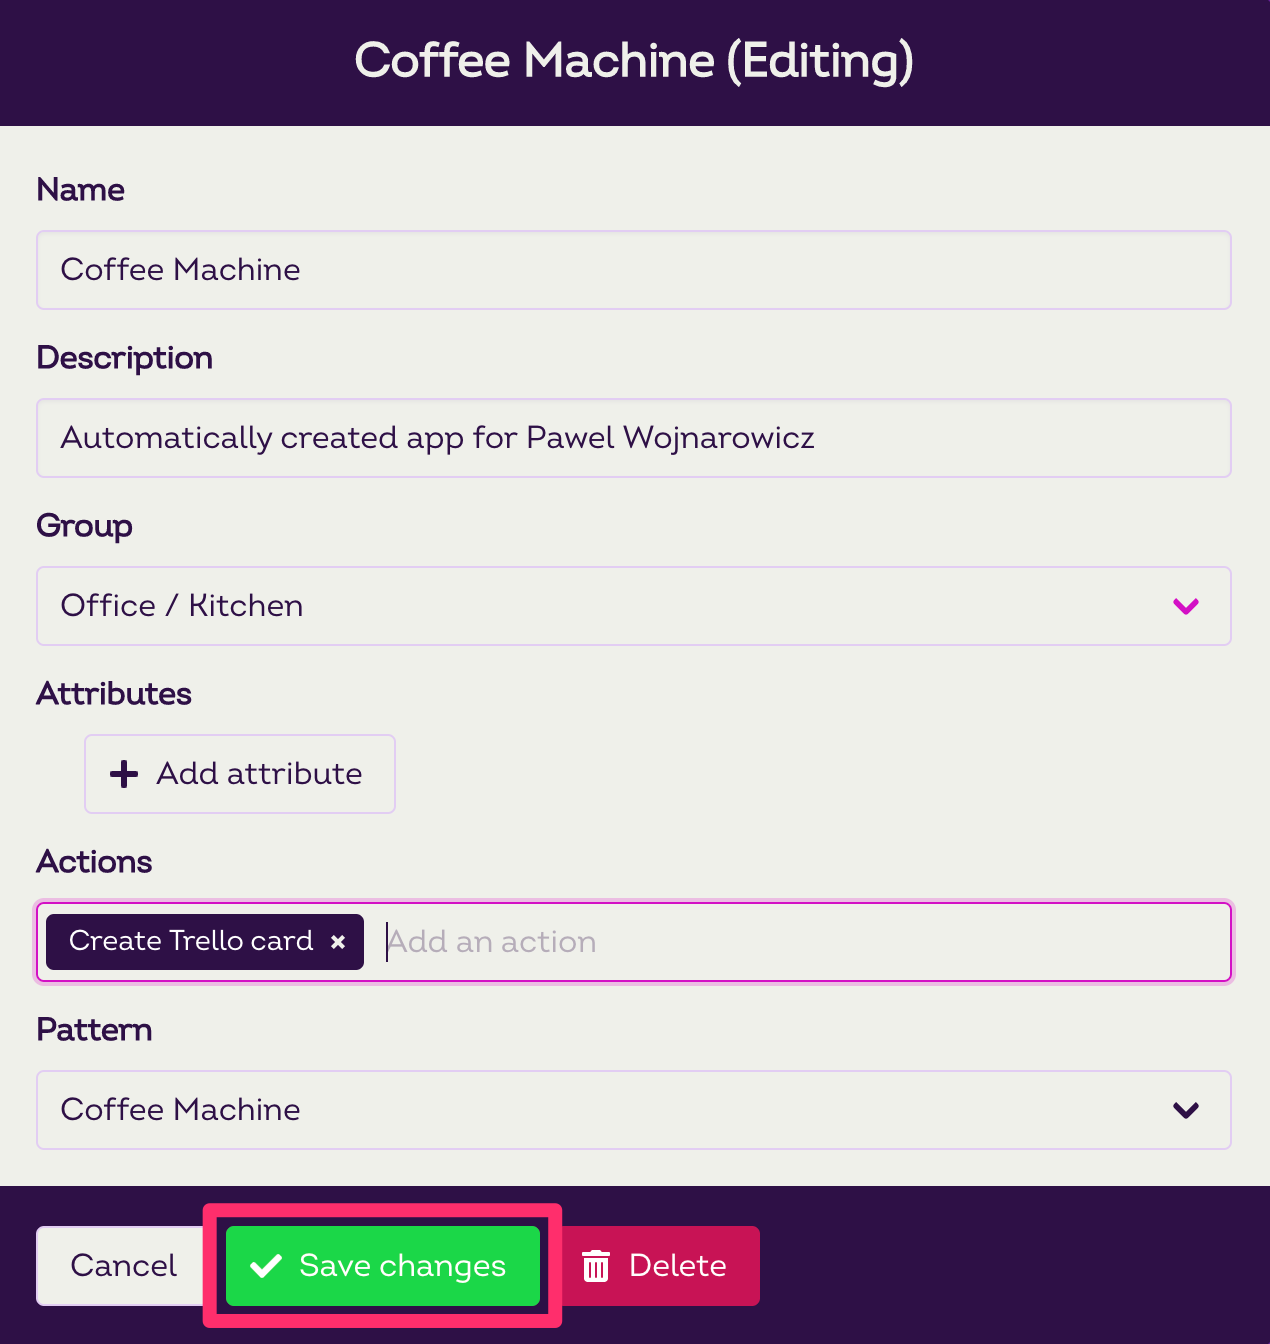 Coffee Machine (Editing)
Name
Coffee Machine
Description
Automatically created app for Pawel Wojnarowicz
Group
Office / Kitchen
Attributes
Add attribute
Actions
Create Trello card × Add an action
Pattern
Coffee Machine
Cancel Save changes Delete